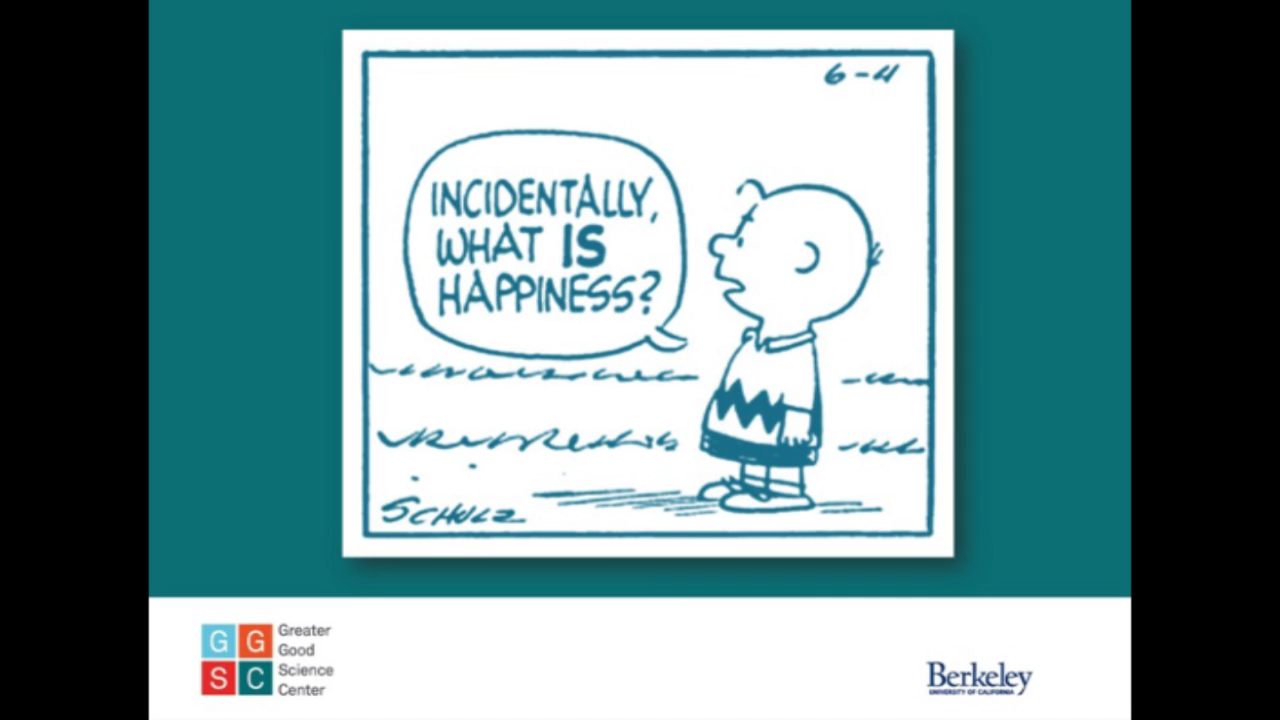 6-4
INCIDENTALLY,
WHAT IS
HAPPINESS?
SCHULZ
G G
S C
Greater
Good
Science
Center
Berkeley
UNIVERSITY OF CALIFORNIA